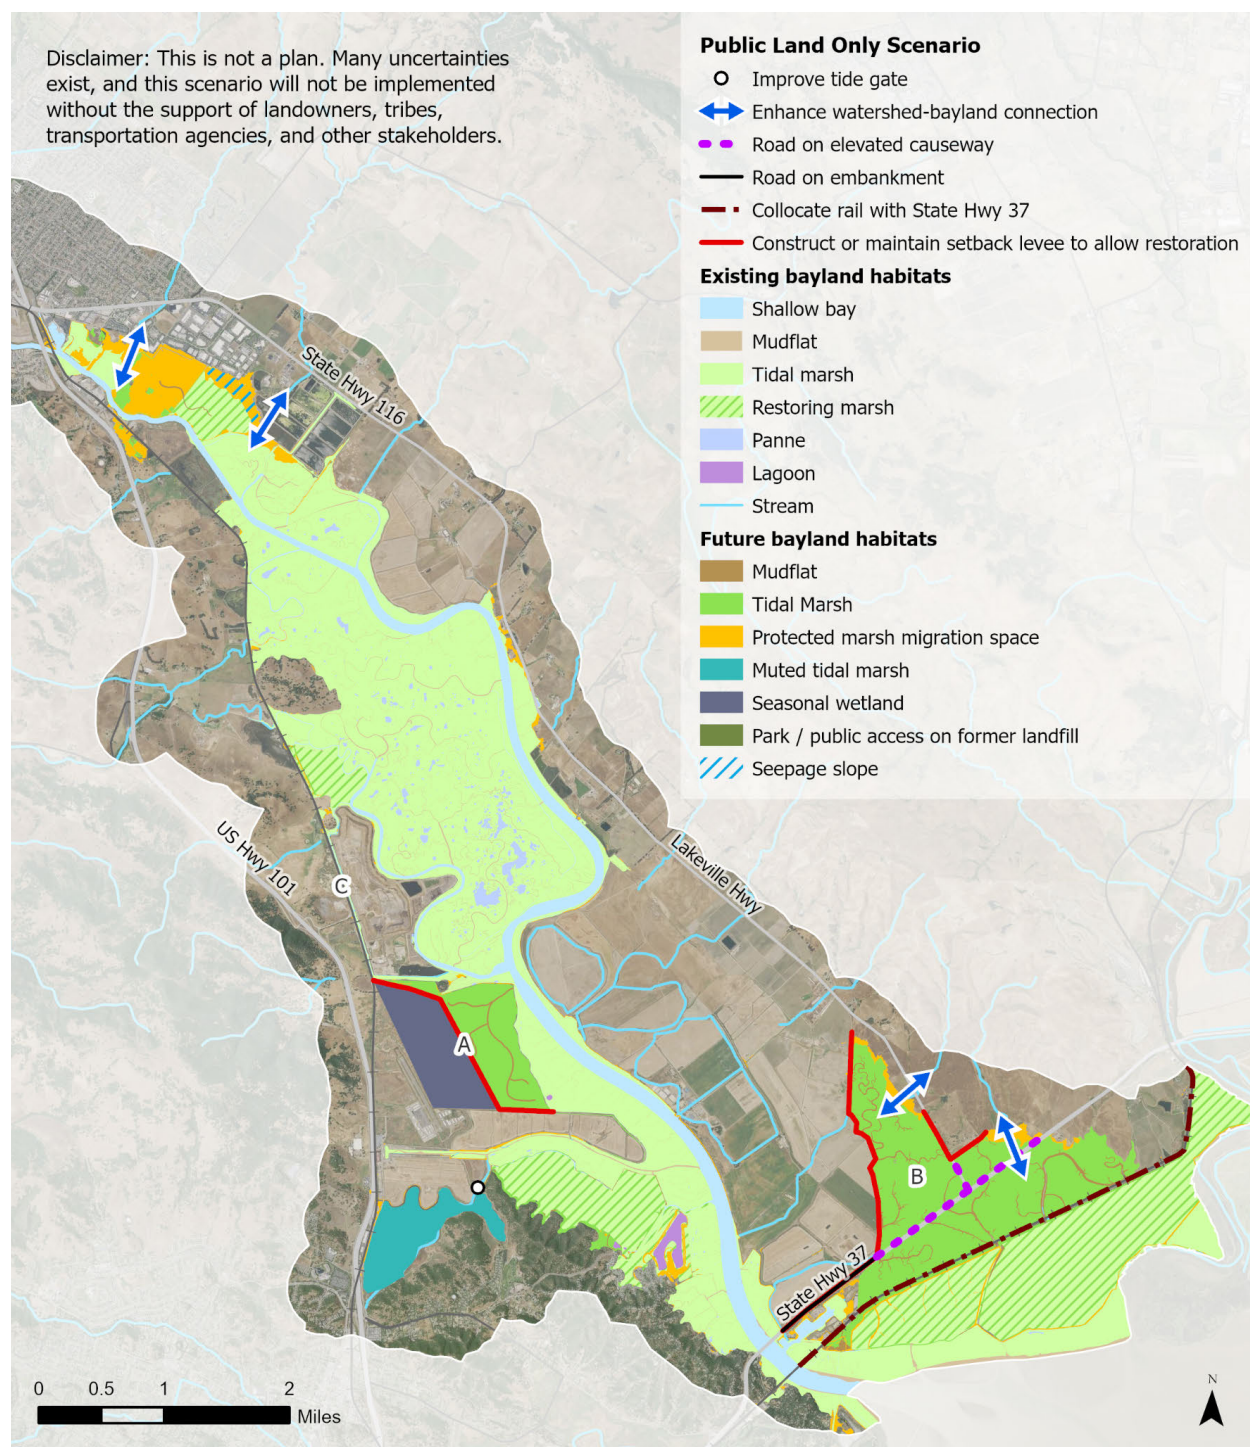 Disclaimer: This is not a plan. Many uncertainties
exist, and this scenario will not be implemented
without the support of landowners, tribes,
transportation agencies, and other stakeholders.
Public Land Only Scenario
Improve tide gate
Enhance watershed-bayland connection
Road on elevated causeway
Road on embankment
Collocate rail with State Hwy 37
Construct or maintain setback levee to allow restoration
Existing bayland habitats
Shallow bay
Mudflat
Tidal marsh
Restoring marsh
Panne
Lagoon
Stream
Future bayland habitats
Mudflat
Tidal Marsh
Protected marsh migration space
Muted tidal marsh
Seasonal wetland
Park / public access on former landfill
Seepage slope
State Hwy 116
US Hwy 101
Lakeville Hwy
C
A
B
State Hwy 37
0 0.5 1 2
Miles
N